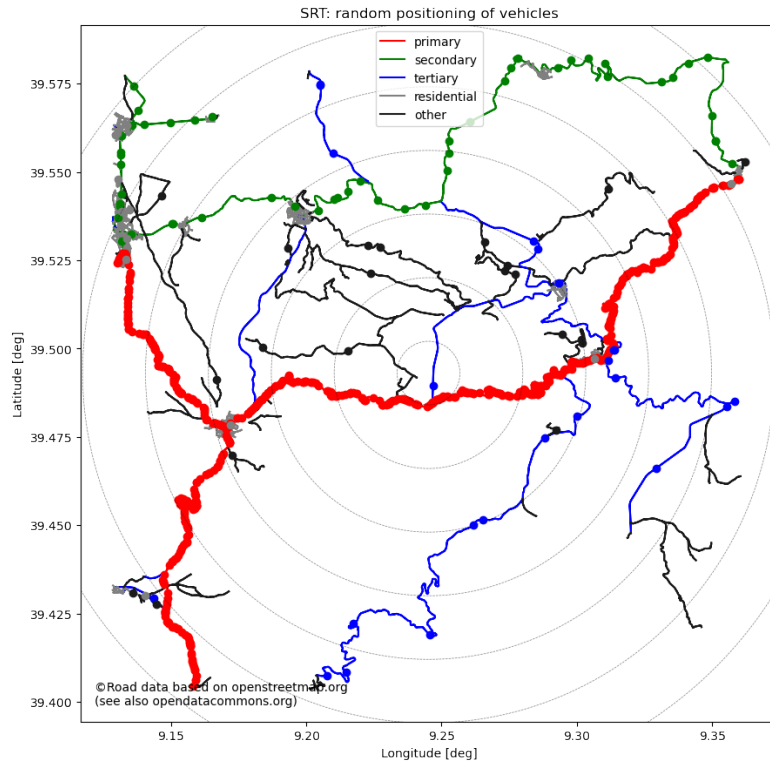 SRT: random positioning of vehicles
primary
secondary
tertiary
residential
other
39.575
39.550
39.525
39.500
39.475
39.450
39.425
39.400
Latitude [deg]
©Road data based on openstreetmap.org
(see also opendatacommons.org)
9.15 9.20 9.25 9.30 9.35
Longitude [deg]